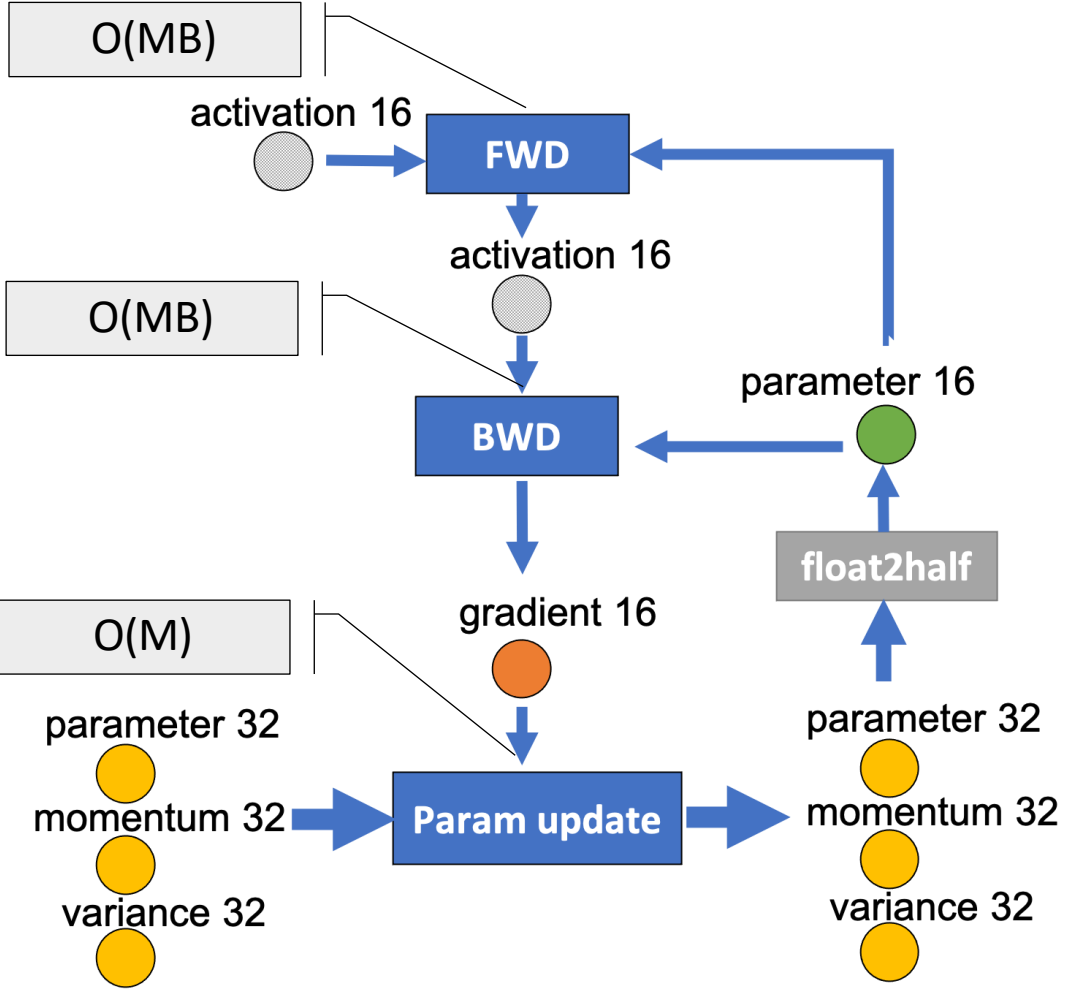 O(MB)
activation 16
FWD
activation 16
O(MB)
parameter 16
BWD
float2half
gradient 16
O(M)
parameter 32
momentum 32
variance 32
Param update
parameter 32
momentum 32
variance 32